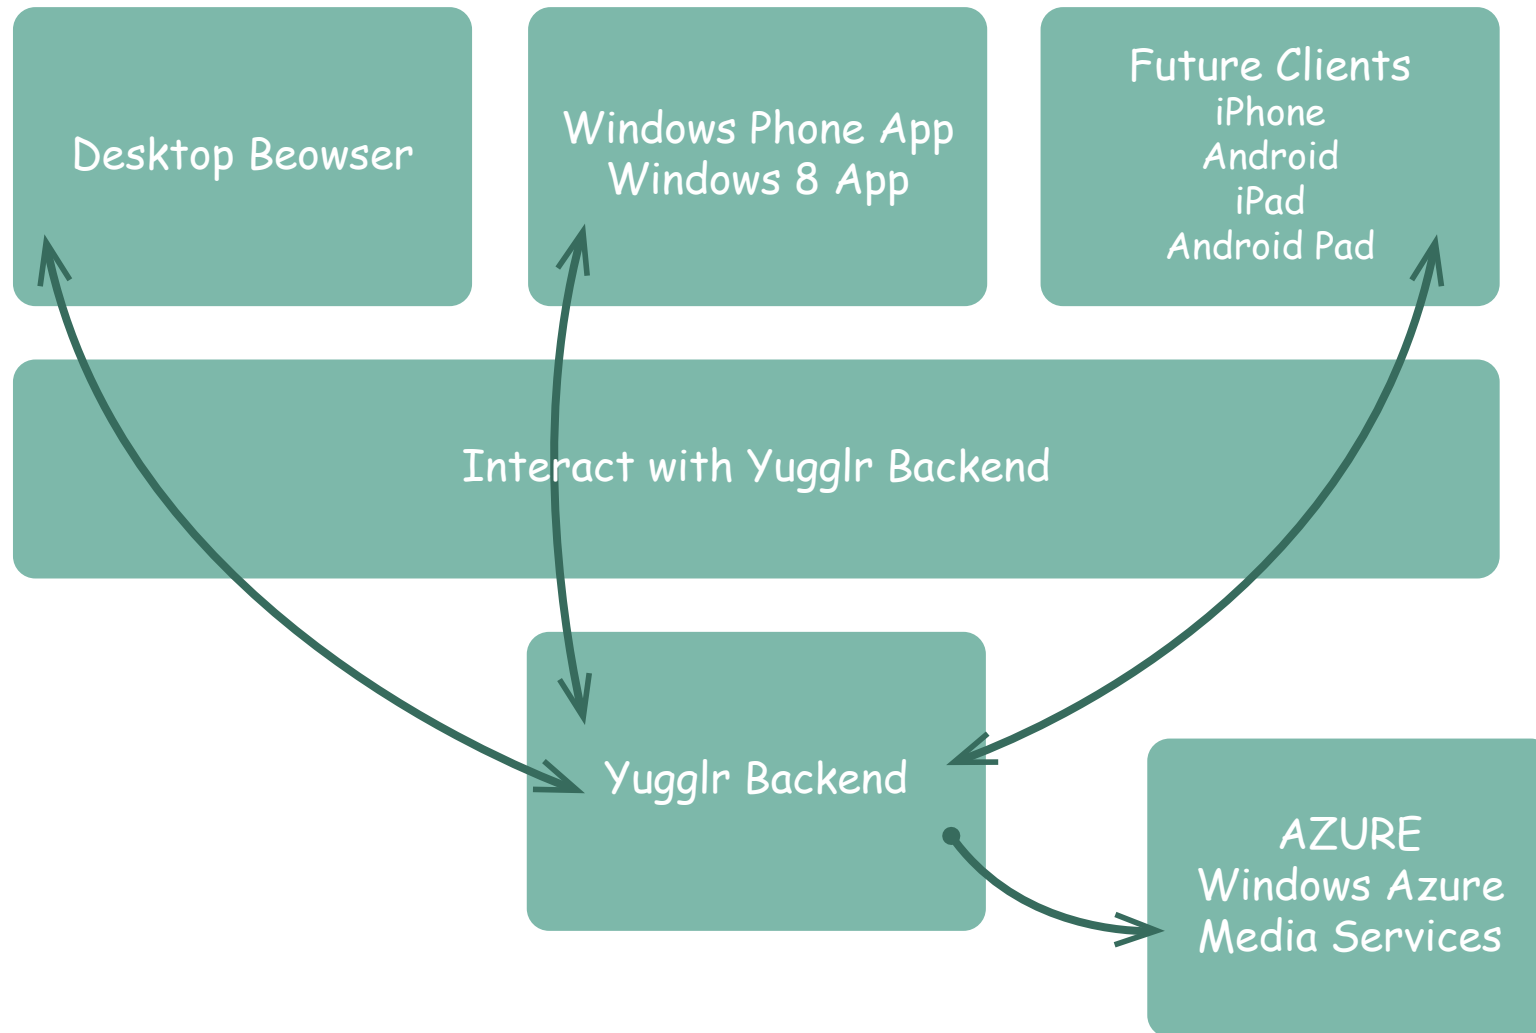 Desktop Beowser
Windows Phone App
Windows 8 App
Future Clients
iPhone
Android
iPad
Android Pad
Interact with Yugglr Backend
Yugglr Backend
AZURE
Windows Azure
Media Services